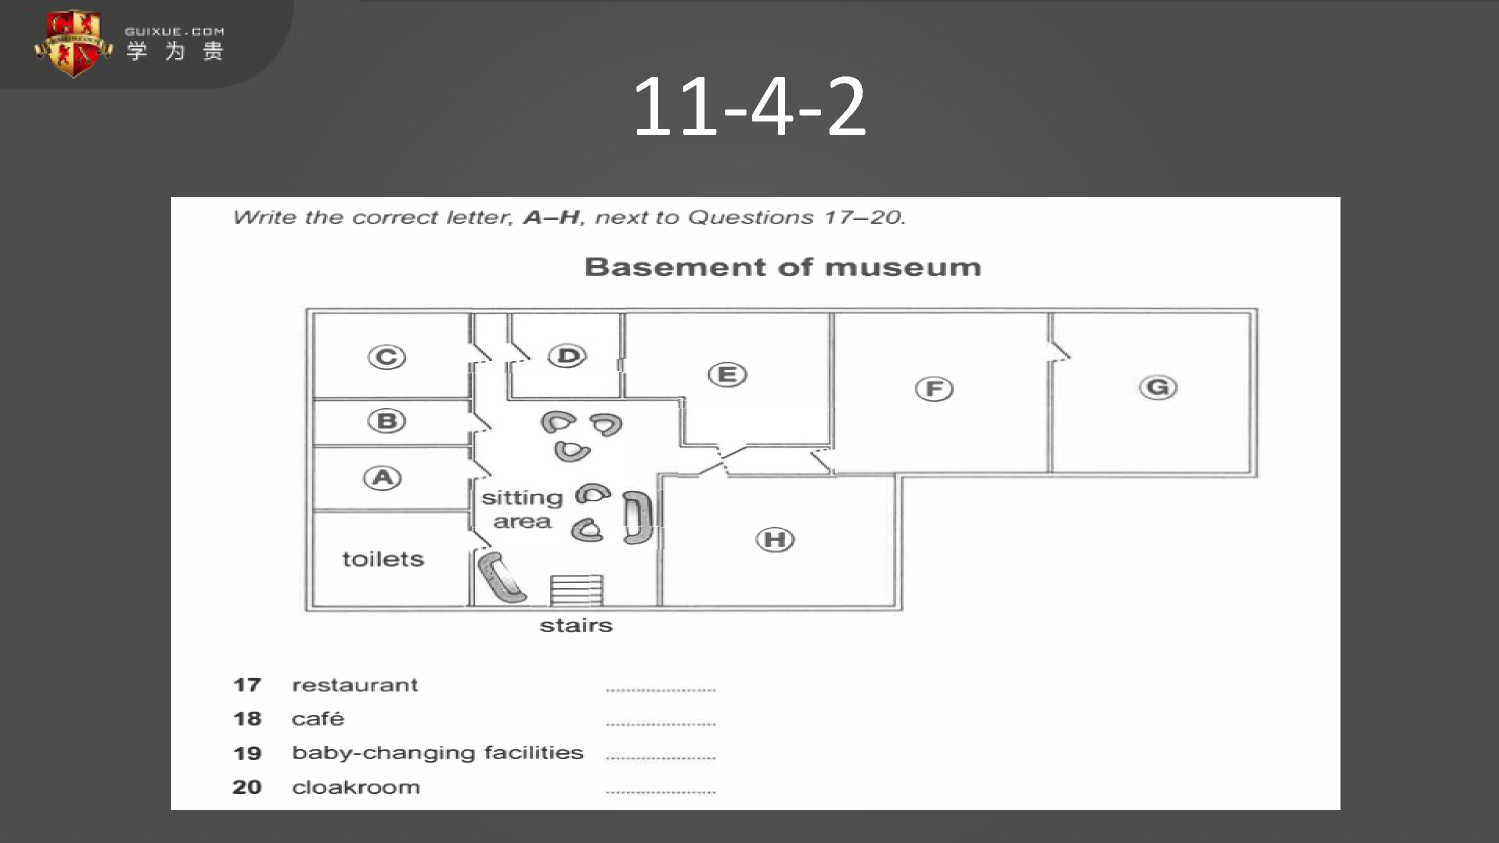 GUIXUE.COM
学为贵
11-4-2
Write the correct letter, A–H, next to Questions 17–20.
Basement of museum
C
D
E
F
G
B
A
sitting
area
H
toilets
stairs
17 restaurant ........................
18 café ........................
19 baby-changing facilities ........................
20 cloakroom ........................